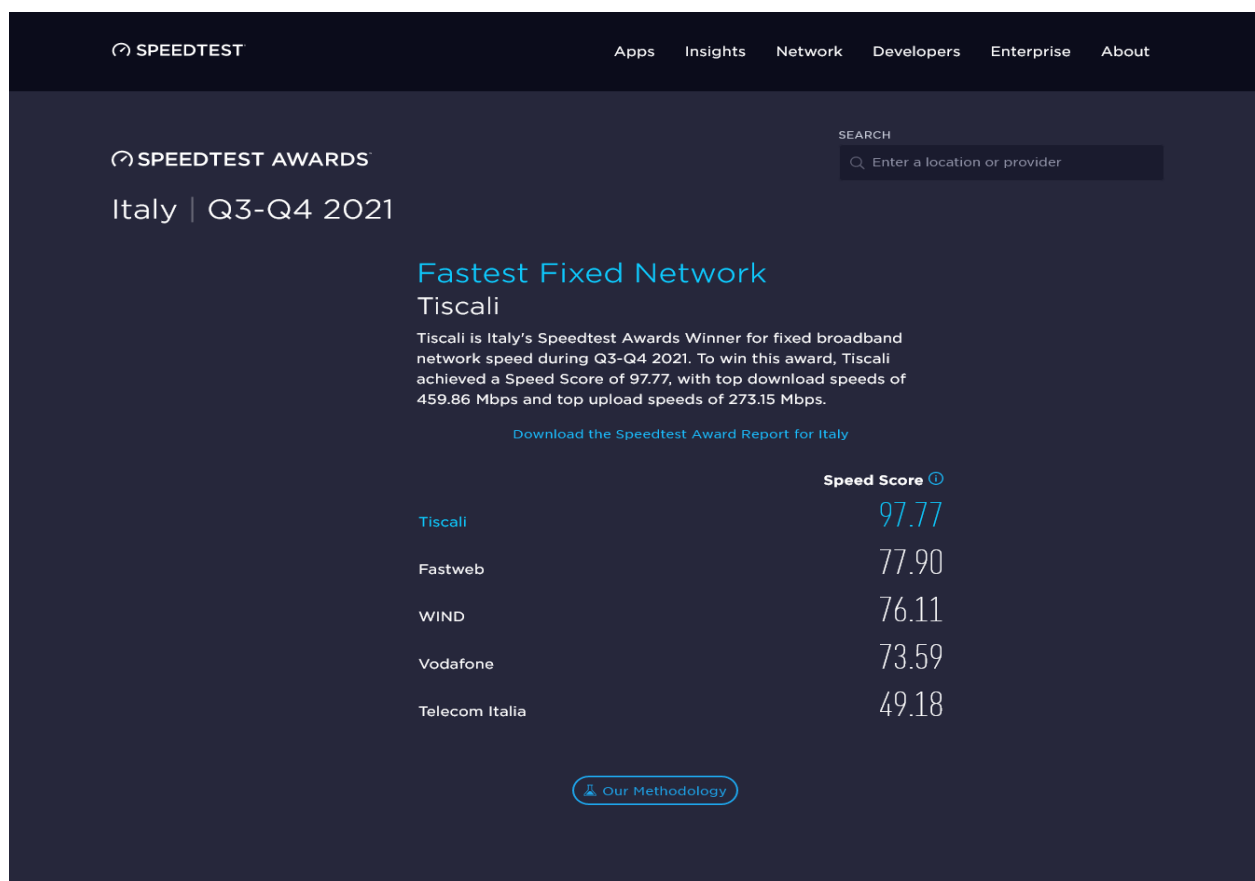 SPEEDTEST
Apps Insights Network Developers Enterprise About
SEARCH
Enter a location or provider
SPEEDTEST AWARDS™
Italy | Q3-Q4 2021
Fastest Fixed Network
Tiscali
Tiscali is Italy's Speedtest Awards Winner for fixed broadband
network speed during Q3-Q4 2021. To win this award, Tiscali
achieved a Speed Score of 97.77, with top download speeds of
459.86 Mbps and top upload speeds of 273.15 Mbps.
Download the Speedtest Award Report for Italy
Speed Score
Tiscali 97.77
Fastweb 77.90
WIND 76.11
Vodafone 73.59
Telecom Italia 49.18
Our Methodology